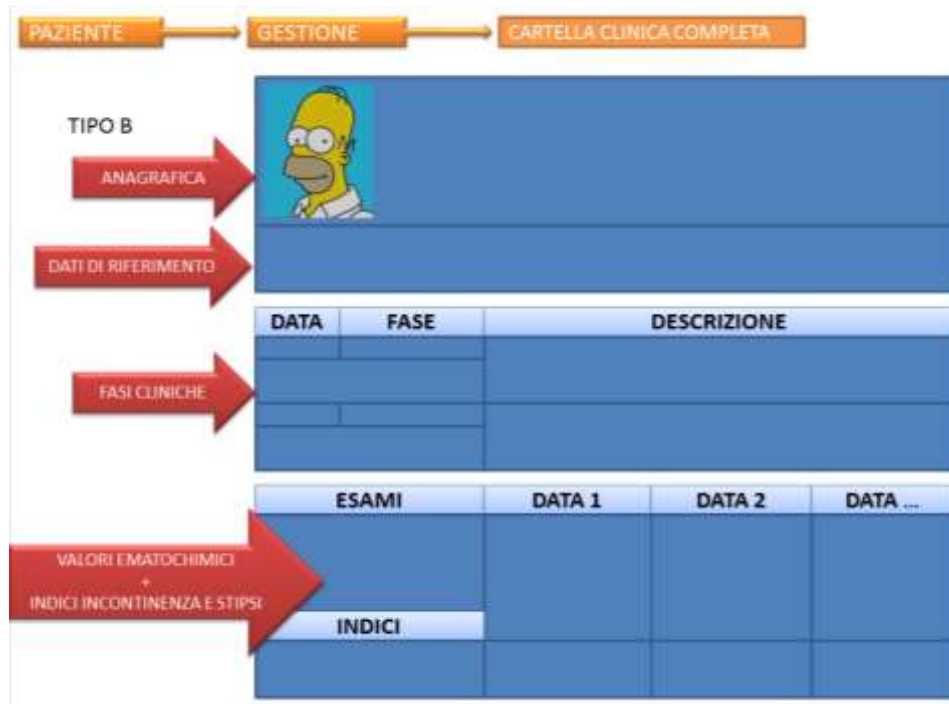 PAZIENTE GESTIONE CARTELLA CLINICA COMPLETA
TIPO B
ANAGRAFICA
DATI DI RIFERIMENTO
DATA FASE DESCRIZIONE
FASI CLINICHE
ESAMI DATA 1 DATA 2 DATA ...
VALORI EMATOCHIMICI
+
INDICI INCONTINENZA E STIPSI
INDICI